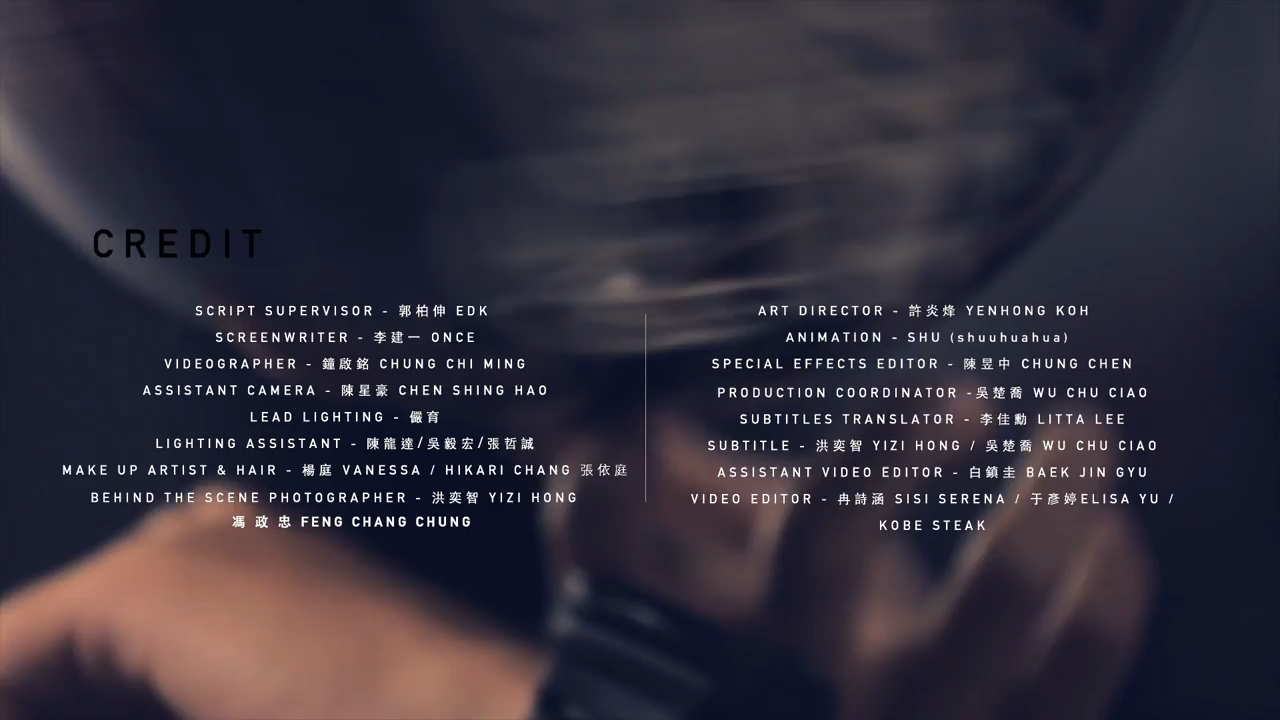 CREDIT
SCRIPT SUPERVISOR - 郭柏伸 EDK
SCREENWRITER - 李建一 ONCE
VIDEOGRAPHER - 鐘啟銘 CHUNG CHI MING
ASSISTANT CAMERA - 陳星豪 CHEN SHING HAO
LEAD LIGHTING - 儼育
LIGHTING ASSISTANT - 陳龍達/吳毅宏/張哲誠
MAKE UP ARTIST & HAIR - 楊庭 VANESSA / HIKARI CHANG 張依庭
BEHIND THE SCENE PHOTOGRAPHER - 洪奕智 YIZI HONG
馮 政 忠 FENG CHANG CHUNG
ART DIRECTOR - 許炎烽 YENHONG KOH
ANIMATION - SHU (shuuhuahua)
SPECIAL EFFECTS EDITOR - 陳昱中 CHUNG CHEN
PRODUCTION COORDINATOR -吳楚喬 WU CHU CIAO
SUBTITLES TRANSLATOR - 李佳勳 LITTA LEE
SUBTITLE - 洪奕智 YIZI HONG / 吳楚喬 WU CHU CIAO
ASSISTANT VIDEO EDITOR - 白鎮圭 BAEK JIN GYU
VIDEO EDITOR - 冉詩涵 SISI SERENA / 于彥婷ELISA YU /
KOBE STEAK